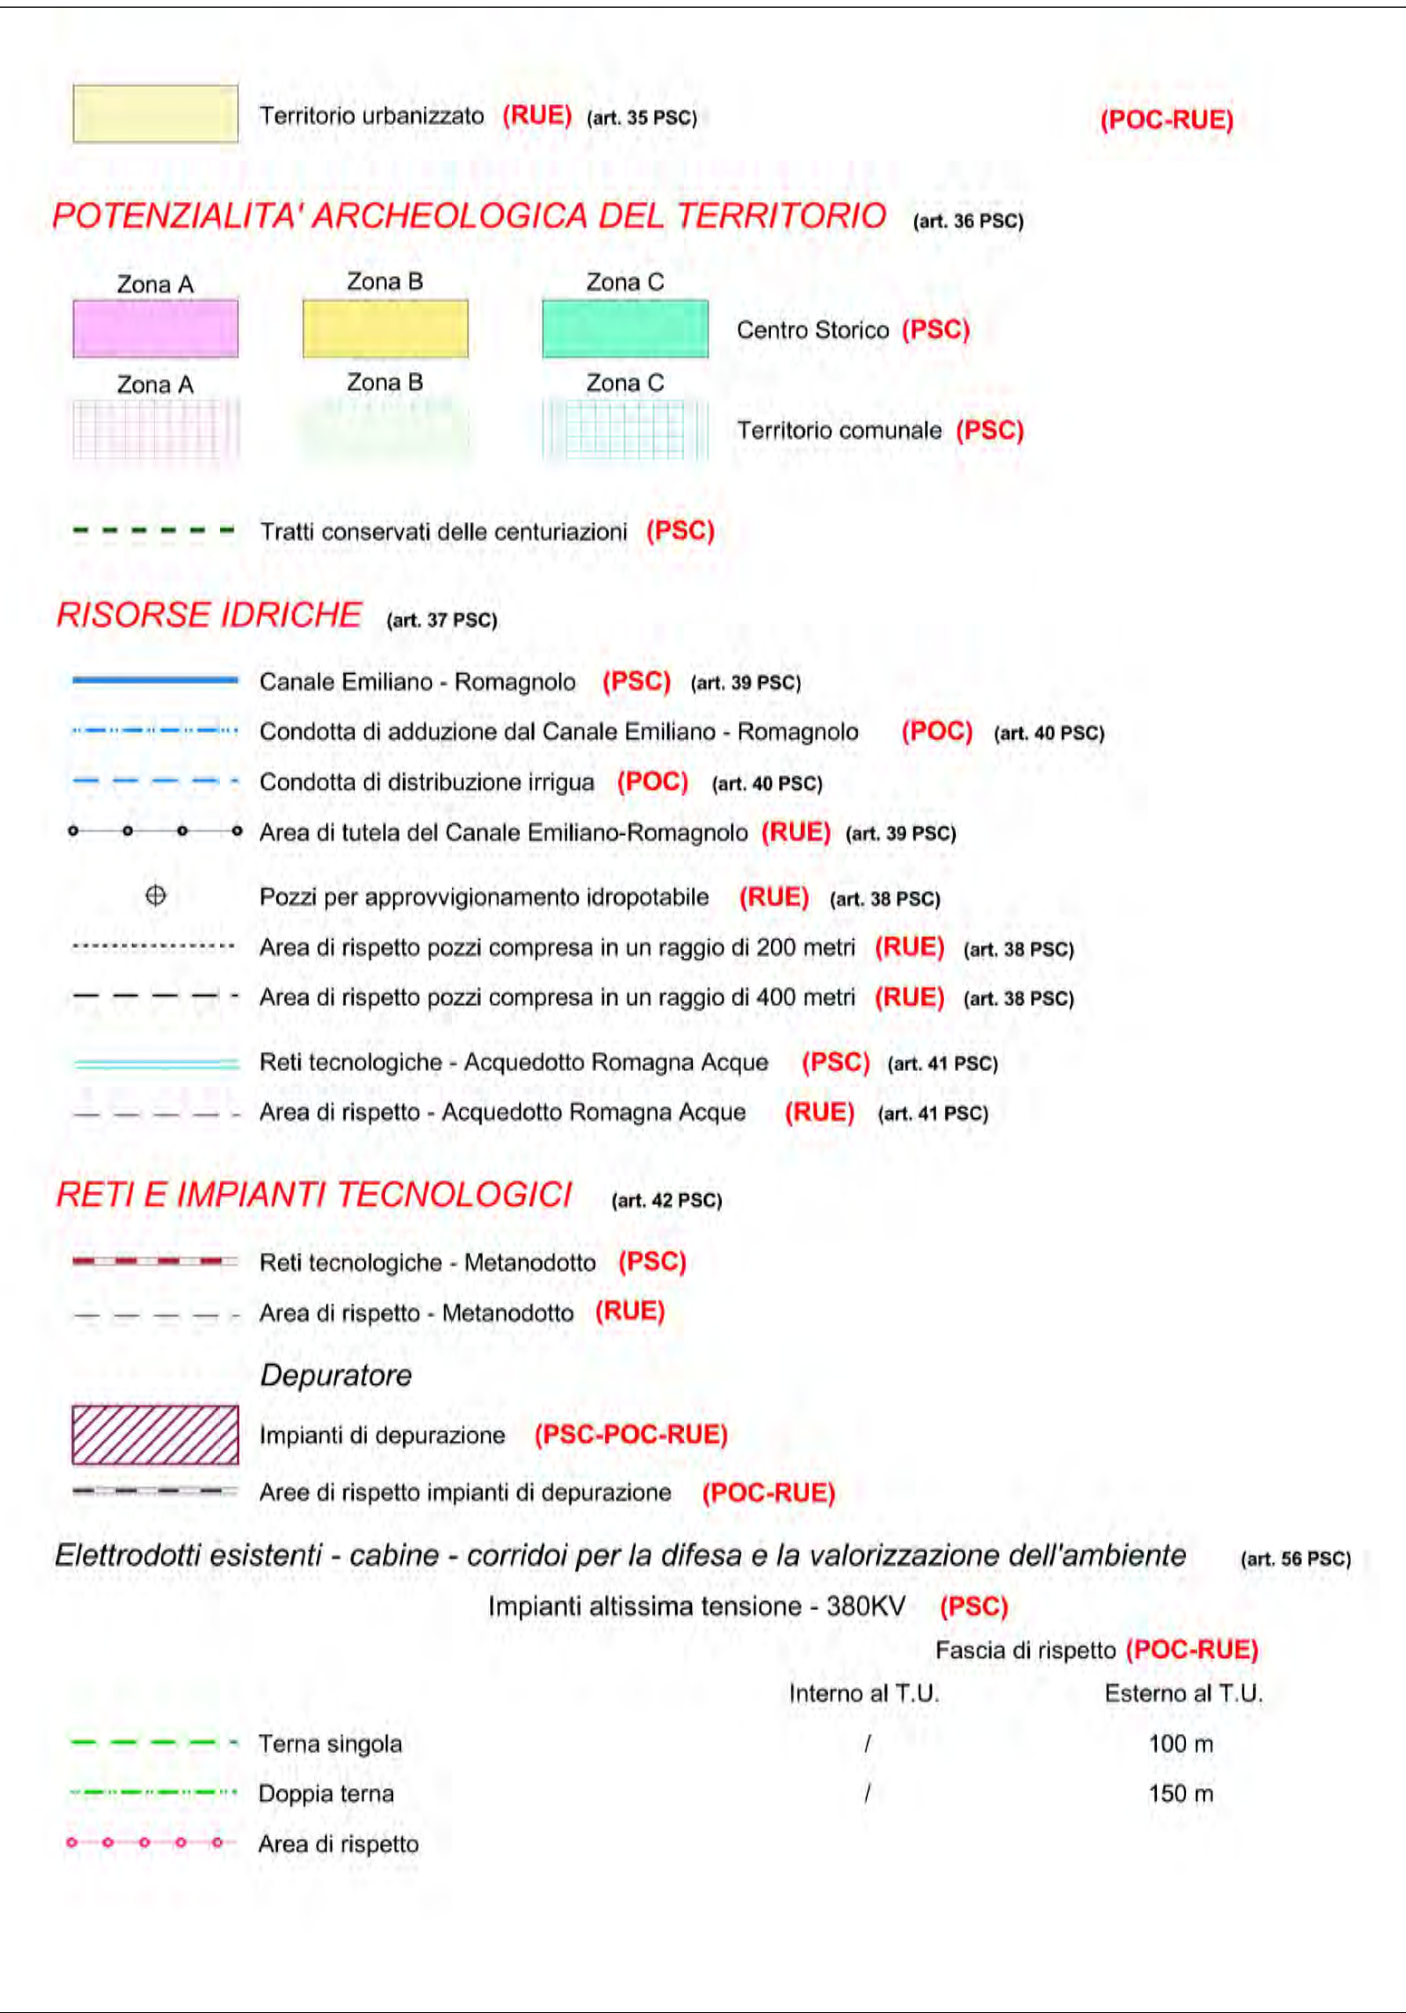 Territorio urbanizzato (RUE) (art. 35 PSC) (POC-RUE)
POTENZIALITA' ARCHEOLOGICA DEL TERRITORIO (art. 36 PSC)
Zona A Zona B Zona C
Centro Storico (PSC)
Zona A Zona B Zona C
Territorio comunale (PSC)
Tratti conservati delle centuriazioni (PSC)
RISORSE IDRICHE (art. 37 PSC)
Canale Emiliano - Romagnolo (PSC) (art. 39 PSC)
Condotta di adduzione dal Canale Emiliano - Romagnolo (POC) (art. 40 PSC)
Condotta di distribuzione irrigua (POC) (art. 40 PSC)
Area di tutela del Canale Emiliano-Romagnolo (RUE) (art. 39 PSC)
Pozzi per approvvigionamento idropotabile (RUE) (art. 38 PSC)
Area di rispetto pozzi compresa in un raggio di 200 metri (RUE) (art. 38 PSC)
Area di rispetto pozzi compresa in un raggio di 400 metri (RUE) (art. 38 PSC)
Reti tecnologiche - Acquedotto Romagna Acque (PSC) (art. 41 PSC)
Area di rispetto - Acquedotto Romagna Acque (RUE) (art. 41 PSC)
RETI E IMPIANTI TECNOLOGICI (art. 42 PSC)
Reti tecnologiche - Metanodotto (PSC)
Area di rispetto - Metanodotto (RUE)
Depuratore
Impianti di depurazione (PSC-POC-RUE)
Aree di rispetto impianti di depurazione (POC-RUE)
Elettrodotti esistenti - cabine - corridoi per la difesa e la valorizzazione dell'ambiente (art. 56 PSC)
Impianti altissima tensione - 380KV (PSC)
Fascia di rispetto (POC-RUE)
Interno al T.U. Esterno al T.U.
Terna singola / 100 m
Doppia terna / 150 m
Area di rispetto